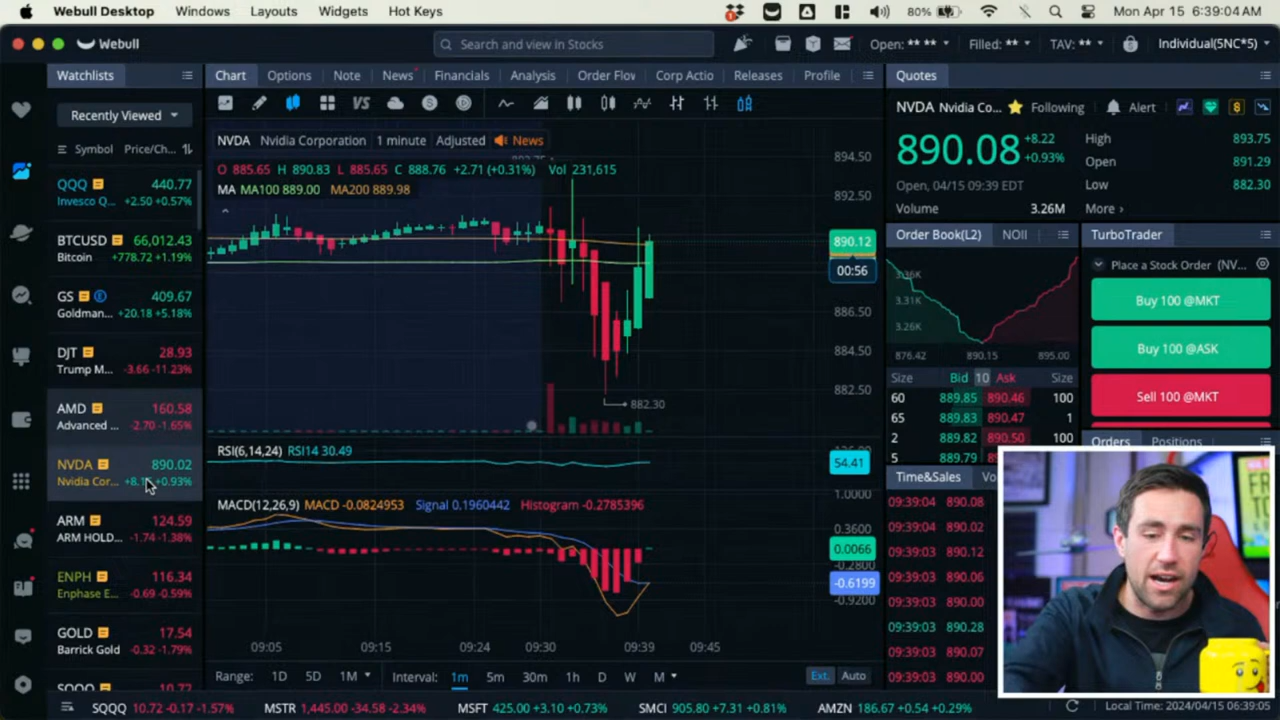 Webull Desktop Windows Layouts Widgets Hot Keys 80% Mon Apr 15 6:39:04 AM
Webull Search and view in Stocks Open: ** ** Filled: ** TAV: ** Individual(5NC*5)
Watchlists
Recently Viewed
Symbol Price/Ch...
QQQ 440.77
Invesco Q... +2.50 +0.57%
BTCUSD 66,012.43
Bitcoin +778.72 +1.19%
GS 409.67
Goldman... +20.18 +5.18%
DJT 28.93
Trump M... -3.66 -11.23%
AMD 160.58
Advanced ... -2.70 -1.65%
NVDA 890.02
Nvidia Cor... +0.93%
ARM 124.59
ARM HOLD... -1.74 -1.38%
ENPH 116.34
Enphase E... -0.69 -0.59%
GOLD 17.54
Barrick Gold -0.32 -1.79%
Chart Options Note News Financials Analysis Order Flov Corp Actio Releases Profile
VS
NVDA Nvidia Corporation 1 minute Adjusted News
O 885.65 H 890.83 L 885.65 C 888.76 +2.71 (+0.31%) Vol 231,615
MA MA100 889.00 MA200 889.98
894.50
892.50
890.12
00:56
886.50
884.50
882.50
882.30
RSI(6,14,24) RSI14 30.49
54.41
MACD(12,26,9) MACD -0.0824953 Signal 0.1960442 Histogram -0.2785396
1.0000
0.3600
0.0066
-0.2800
-0.6199
-0.9200
09:05 09:15 09:24 09:30 09:39 09:45
Range: 1D 5D 1M Interval: 1m 5m 30m 1h D W M Ext. Auto
Quotes
NVDA Nvidia Co... Following Alert
890.08 +8.22
+0.93%
High 893.75
Open 891.29
Low 882.30
More >
Open, 04/15 09:39 EDT
Volume 3.26M
Order Book(L2) NOII
3.36K
3.31K
3.26K
876.42 890.15 895.00
Size Bid 10 Ask Size
60 889.85 890.46 100
65 889.83 890.47 1
2 889.82 890.50 100
5 889.79
TurboTrader
Place a Stock Order (NV...
Buy 100 @MKT
Buy 100 @ASK
Sell 100 @MKT
Orders Positions
Time&Sales Vo
09:39:04 890.08
09:39:04 890.02
09:39:03 890.12
09:39:03 890.06
09:39:03 890.00
09:39:03 890.28
09:39:03 890.07
09:39:03 890.00
SQQQ 10.72 -0.17 -1.57% MSTR 1,445.00 -34.58 -2.34% MSFT 425.00 +3.10 +0.73% SMCI 905.80 +7.31 +0.81% AMZN 186.67 +0.54 +0.29% Local Time: 2024/04/15 06:39:05